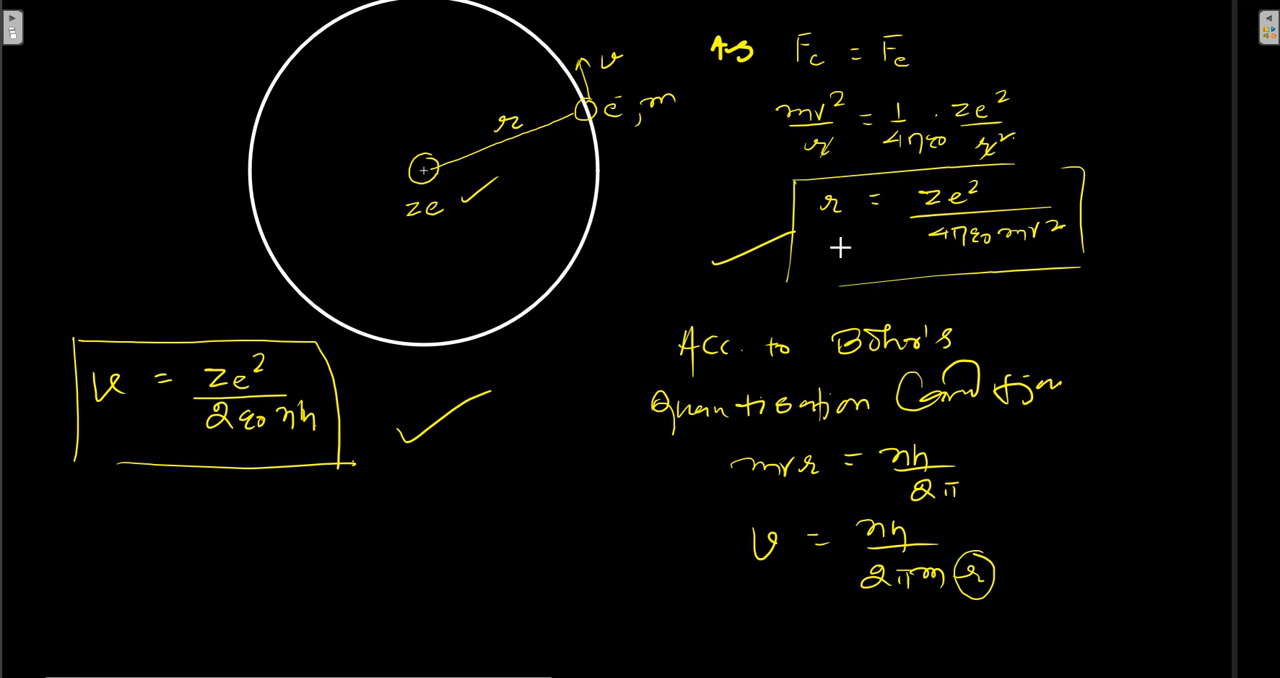 v
e⁻, m
r
+
ze
v = ze² / 2ε₀nh
As Fc = Fe
mv²/r = 1/4πε₀ · ze²/r²
r = ze² / 4πε₀mv²
Acc. to Bohr's
Quantisation Condition
mvr = nh/2π
v = nh/2πmr